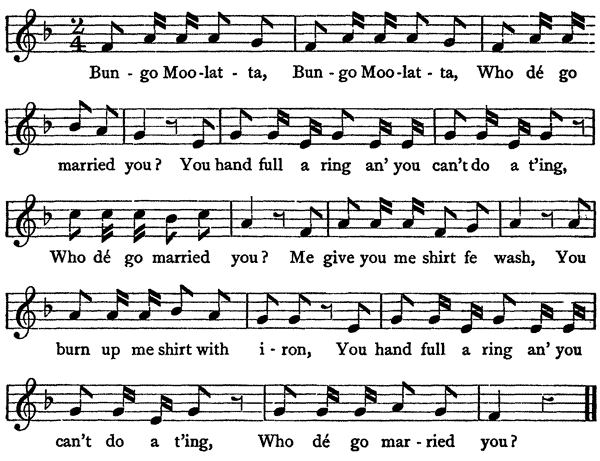 Bun - go Moo-lat - ta, Bun - go Moo-lat - ta, Who dé go
married you? You hand full a ring an' you can't do a t'ing,
Who dé go married you? Me give you me shirt fe wash, You
burn up me shirt with i - ron, You hand full a ring an' you
can't do a t'ing, Who dé go mar - ried you?